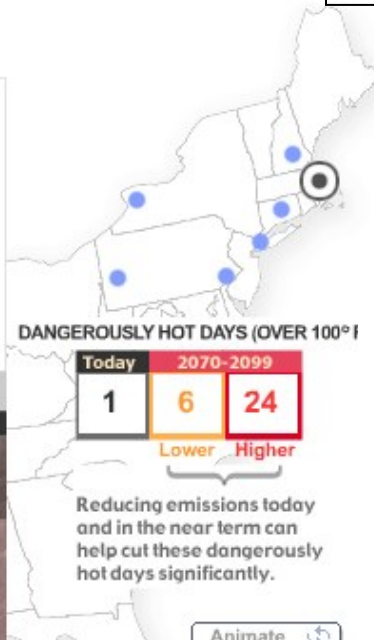 DANGEROUSLY HOT DAYS (OVER 100° F
Today 2070-2099
1 6 24
Lower Higher
Reducing emissions today
and in the near term can
help cut these dangerously
hot days significantly.
Animate